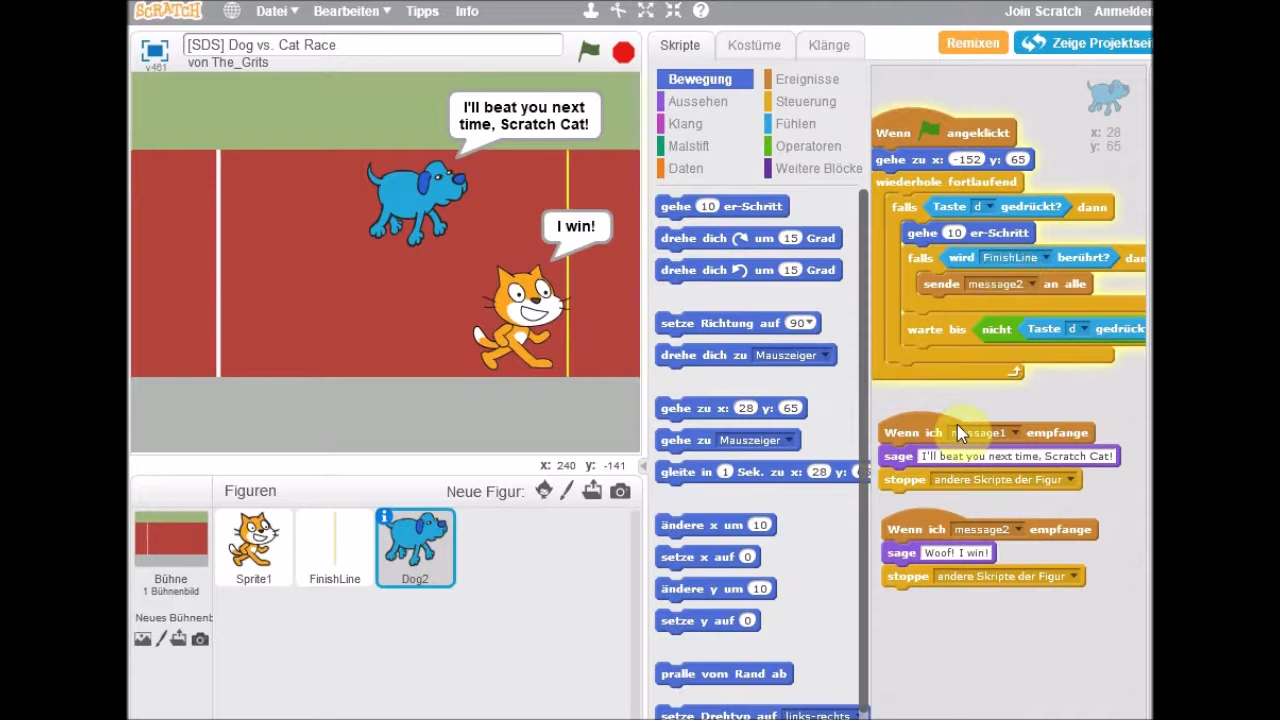 SCRATCH
Datei
Bearbeiten
Tipps
Info
Join Scratch
Anmelden
v461
[SDS] Dog vs. Cat Race
von The_Grits
I'll beat you next
time, Scratch Cat!
I win!
x: 240 y: -141
Figuren
Neue Figur:
Bühne
1 Bühnenbild
Neues Bühnenb
Sprite1
FinishLine
Dog2
Skripte
Kostüme
Klänge
Remixen
Zeige Projektsei
Bewegung
Aussehen
Klang
Malstift
Daten
Ereignisse
Steuerung
Fühlen
Operatoren
Weitere Blöcke
gehe 10 er-Schritt
drehe dich um 15 Grad
drehe dich um 15 Grad
setze Richtung auf 90
drehe dich zu Mauszeiger
gehe zu x: 28 y: 65
gehe zu Mauszeiger
gleite in 1 Sek. zu x: 28 y:
ändere x um 10
setze x auf 0
ändere y um 10
setze y auf 0
pralle vom Rand ab
setze Drehtyp auf links-rechts
x: 28
y: 65
Wenn angeklickt
gehe zu x: -152 y: 65
wiederhole fortlaufend
falls Taste d gedrückt? dann
gehe 10 er-Schritt
falls wird FinishLine berührt? dan
sende message2 an alle
warte bis nicht Taste d gedrück
Wenn ich message1 empfange
sage I'll beat you next time, Scratch Cat!
stoppe andere Skripte der Figur
Wenn ich message2 empfange
sage Woof! I win!
stoppe andere Skripte der Figur